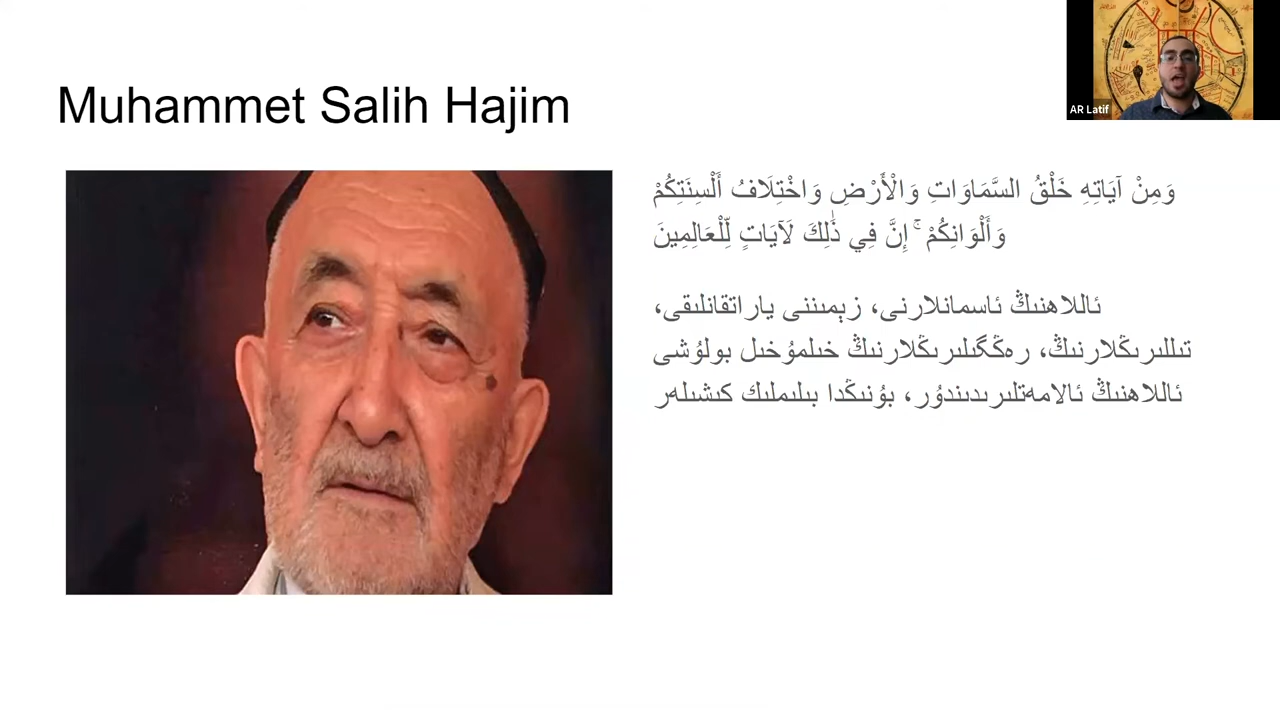 Muhammet Salih Hajim
AR Latif
وَمِنْ آيَاتِهِ خَلْقُ السَّمَاوَاتِ وَالْأَرْضِ وَاخْتِلَافُ أَلْسِنَتِكُمْ
وَأَلْوَانِكُمْ ۚ إِنَّ فِي ذَٰلِكَ لَآيَاتٍ لِّلْعَالِمِينَ
ئاللاھنىڭ ئاسمانلارنى، زېمىننى ياراتقانلىقى،
تىللىرىڭلارنىڭ، رەڭگىلىرىڭلارنىڭ خىلمۇخىل بولۇشى
ئاللاھنىڭ ئالامەتلىرىدىندۇر، بۇنىڭدا بىلىملىك كىشىلەر